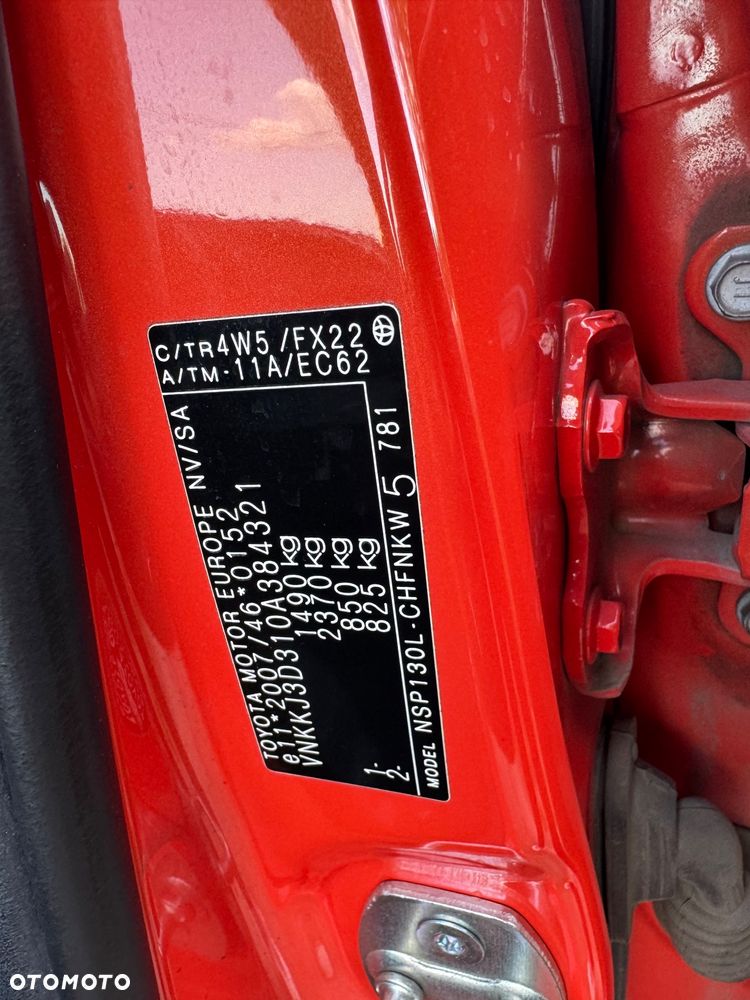 C/TR4W5 /FX22
A/TM-11A/EC62
TOYOTA MOTOR EUROPE NV/SA
e11*2007/46*0152
VNKKJ3D310A384321
1490 kg
2370 kg
1- 850 kg
2- 825 kg
MODEL NSP130L-CHFNKW 5 781
OTOMOTO